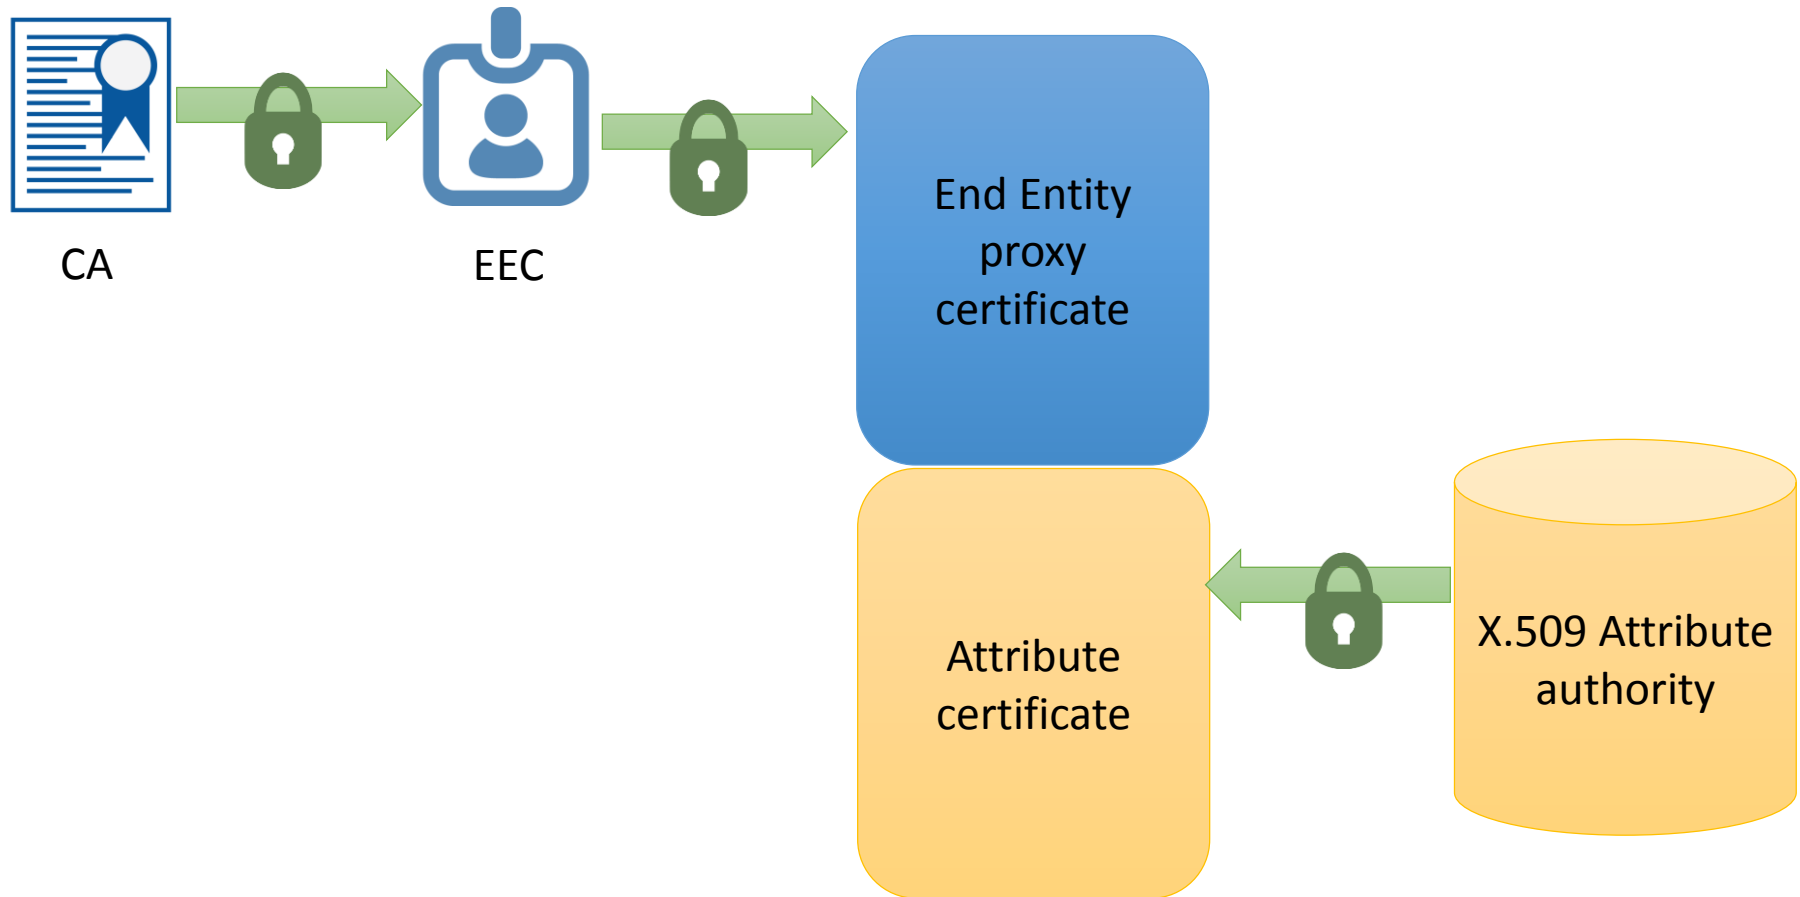 CA
EEC
End Entity
proxy
certificate
Attribute
certificate
X.509 Attribute
authority